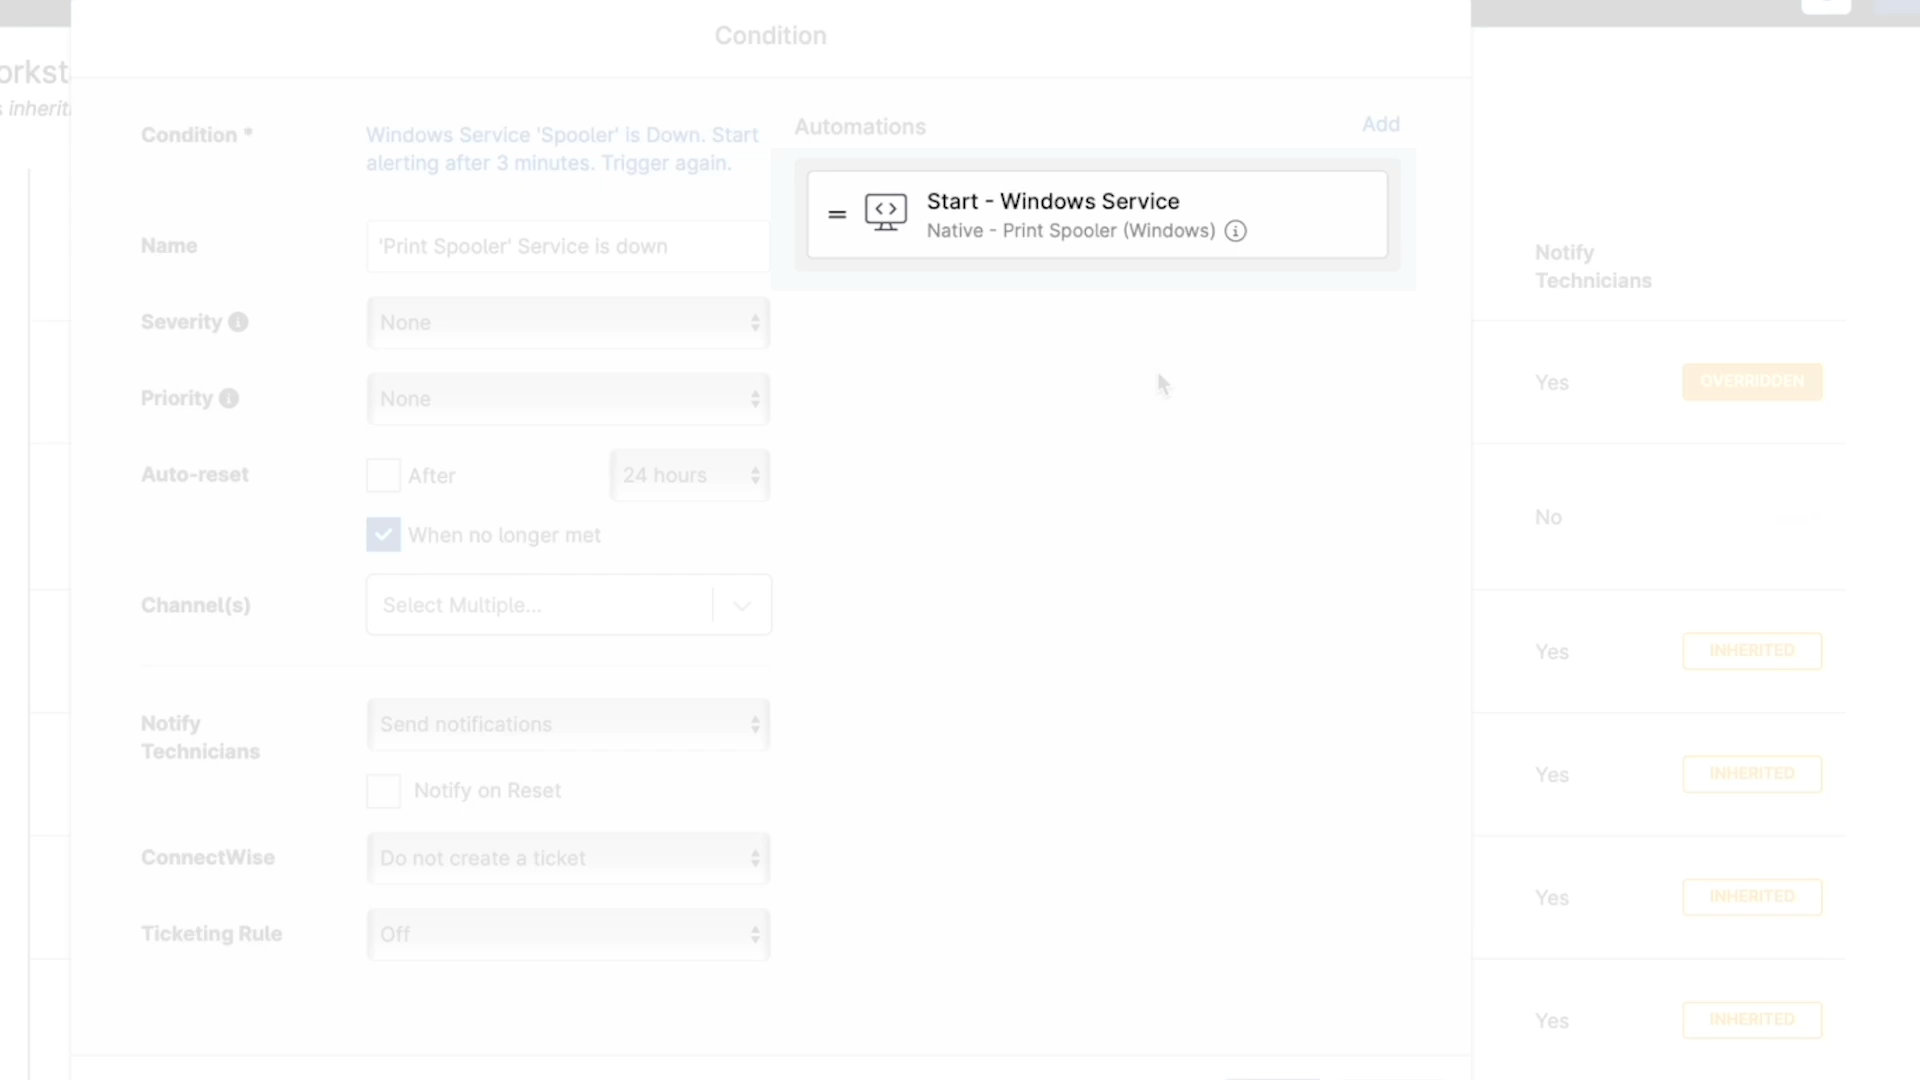 Condition
orkst
s inherit
Condition *
Windows Service 'Spooler' is Down. Start
alerting after 3 minutes. Trigger again.
Automations
Add
Start - Windows Service
Native - Print Spooler (Windows)
Name
'Print Spooler' Service is down
Severity
None
Priority
None
Auto-reset
After
24 hours
When no longer met
Channel(s)
Select Multiple...
Notify
Technicians
Send notifications
Notify on Reset
ConnectWise
Do not create a ticket
Ticketing Rule
Off
Notify
Technicians
Yes
OVERRIDDEN
No
Yes
INHERITED
Yes
INHERITED
Yes
INHERITED
Yes
INHERITED